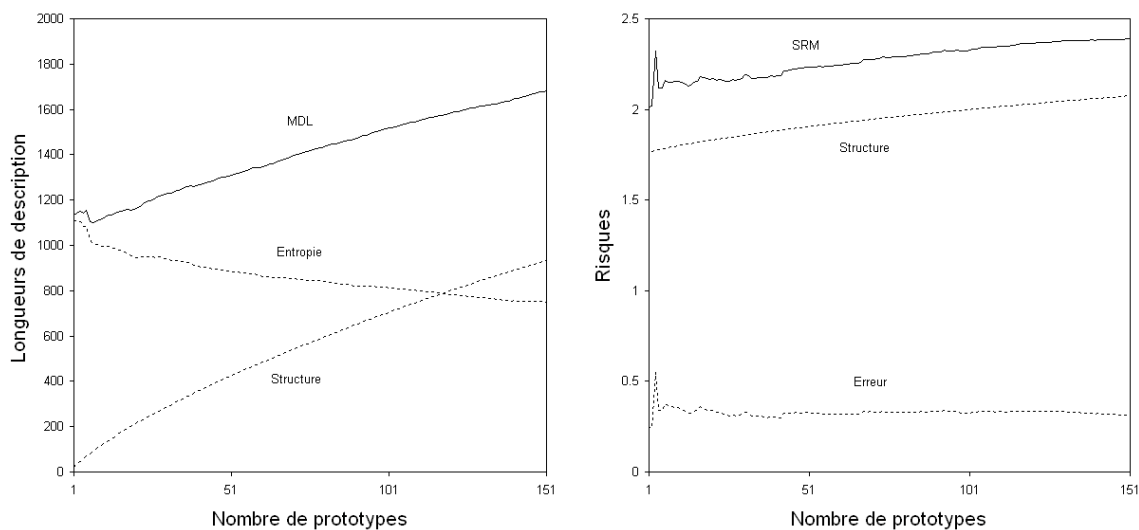 2000
1800
1600
1400
1200
1000
800
600
400
200
0
Longueurs de description
MDL
Entropie
Structure
1
51
101
151
Nombre de prototypes
2.5
2
1.5
1
0.5
0
Risques
SRM
Structure
Erreur
1
51
101
151
Nombre de prototypes